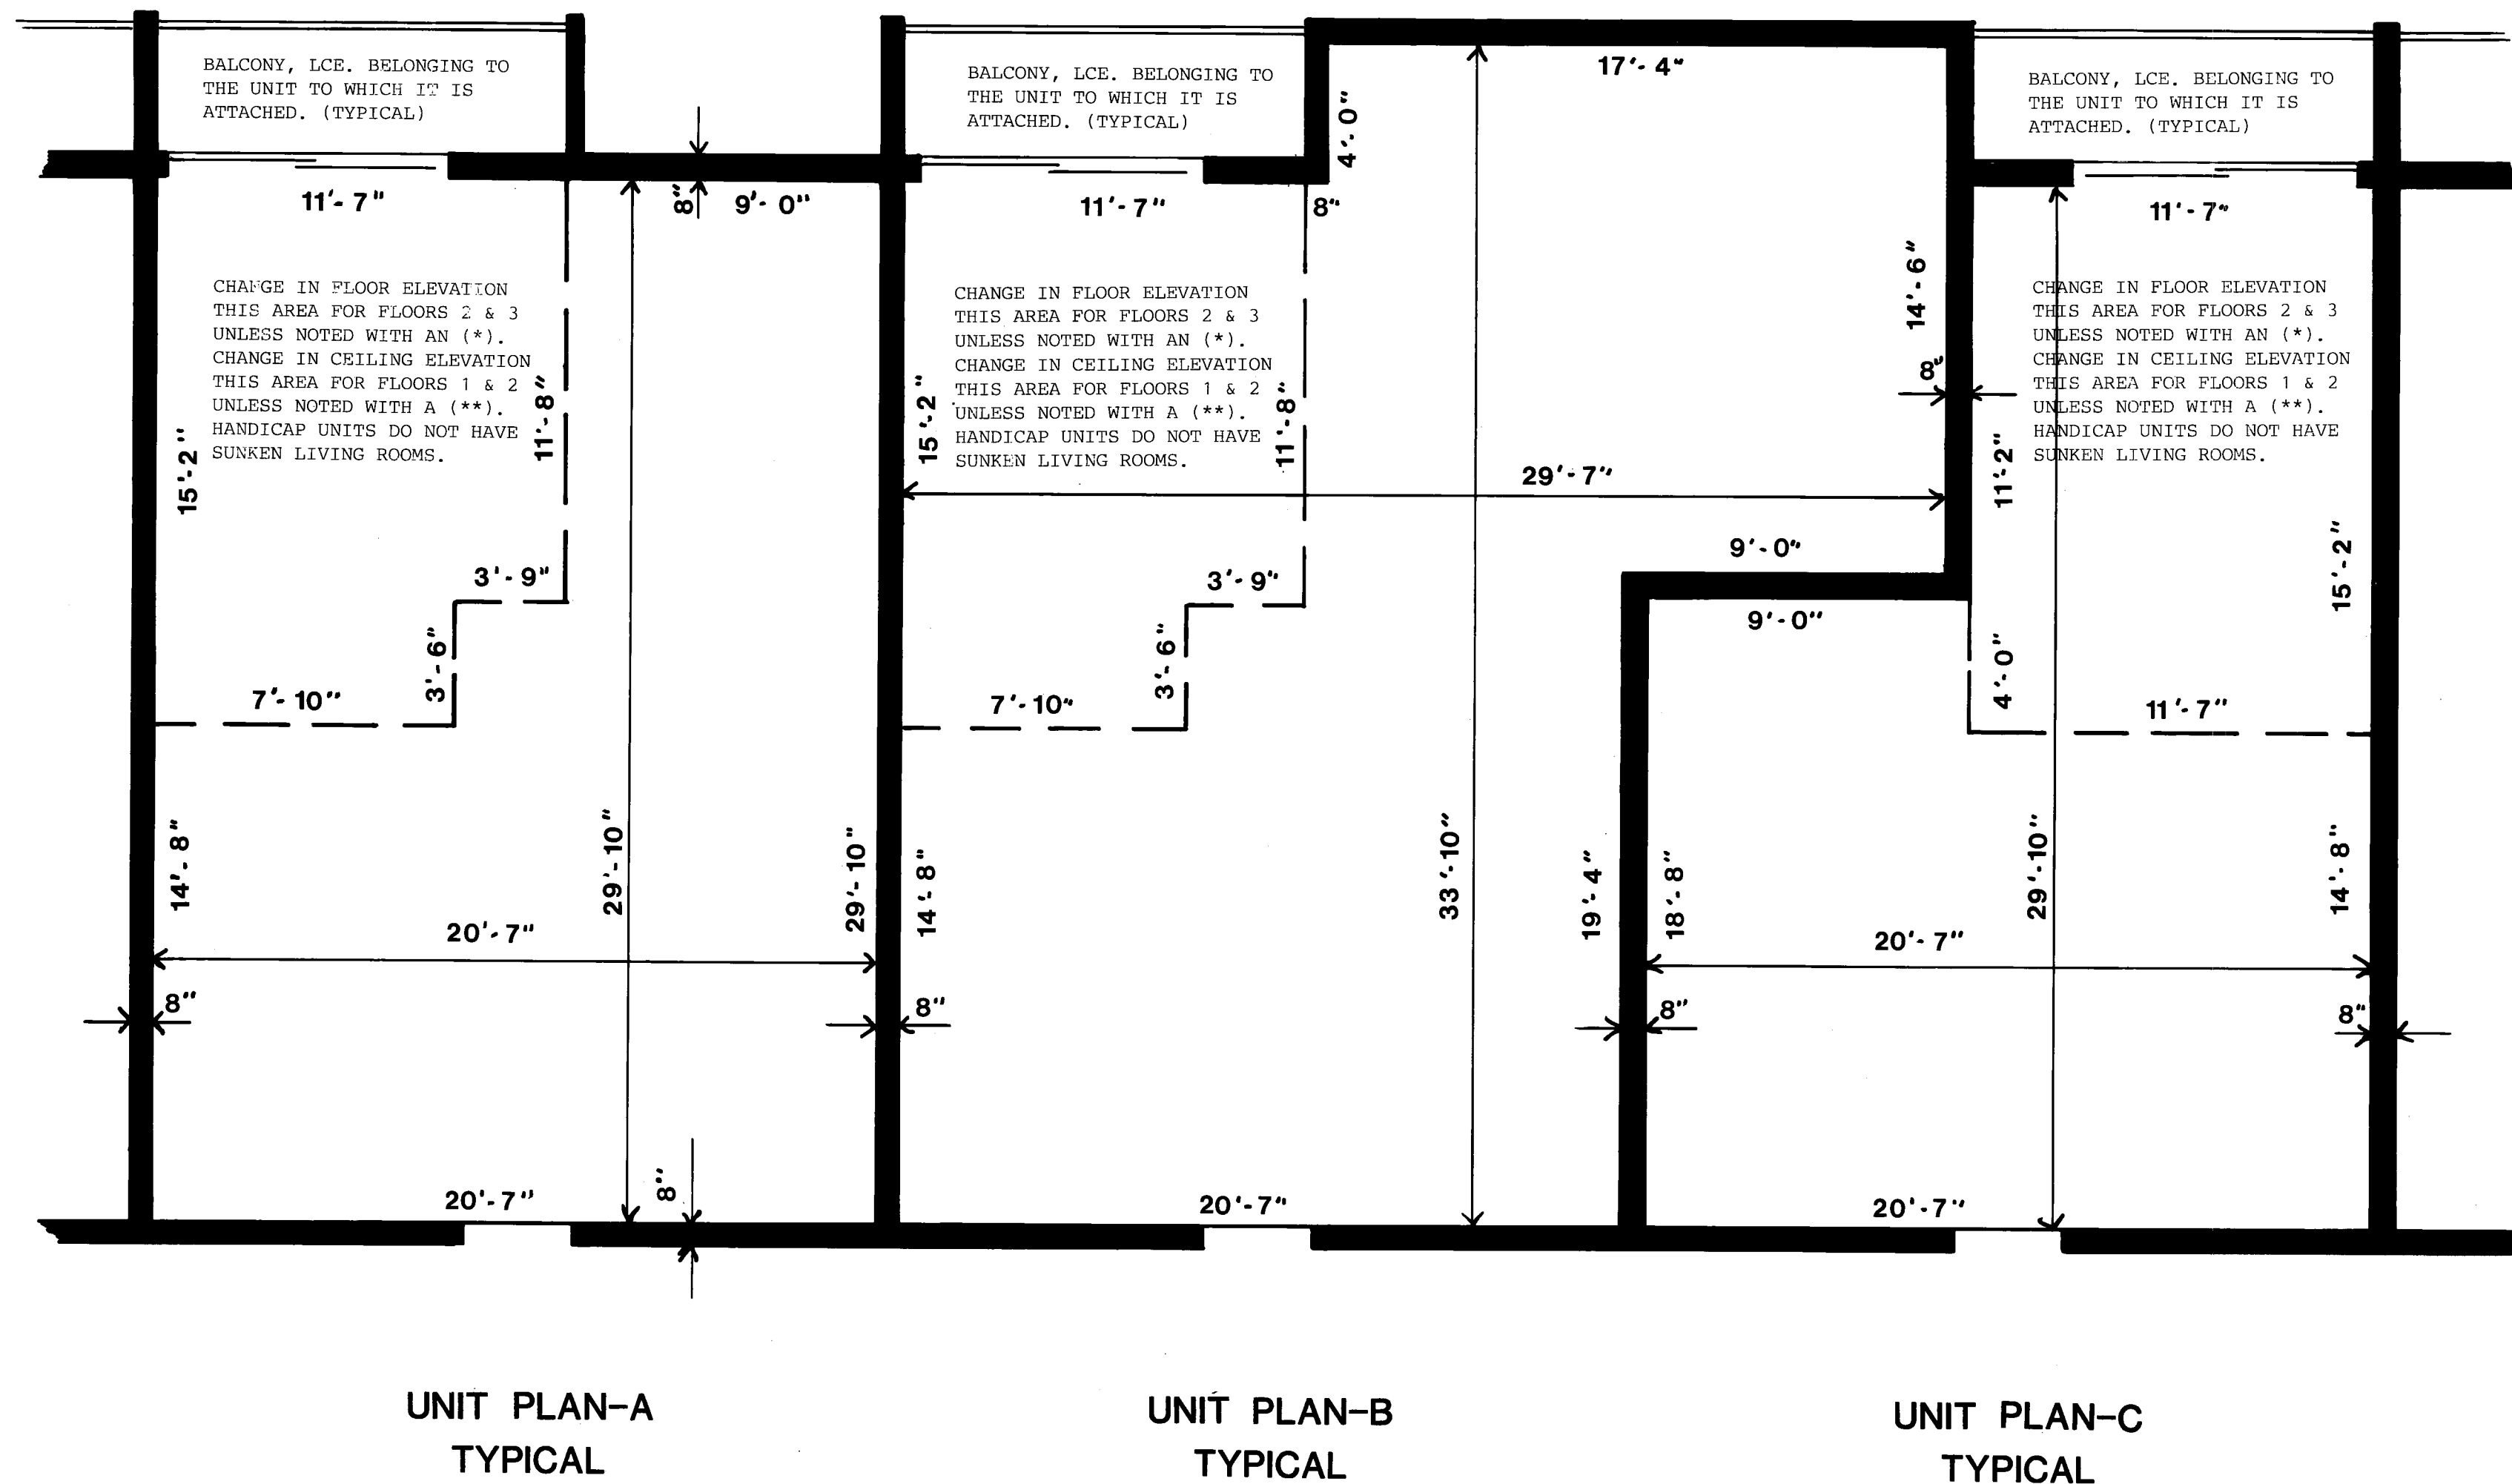 BALCONY, LCE. BELONGING TO
THE UNIT TO WHICH IT IS
ATTACHED. (TYPICAL)
11'-7"
8"
9'-0"
CHANGE IN FLOOR ELEVATION
THIS AREA FOR FLOORS 2 & 3
UNLESS NOTED WITH AN (*).
CHANGE IN CEILING ELEVATION
THIS AREA FOR FLOORS 1 & 2
UNLESS NOTED WITH A (**).
HANDICAP UNITS DO NOT HAVE
SUNKEN LIVING ROOMS.
15'-2"
11'-8"
3'-9"
3'-6"
7'-10"
14'-8"
29'-10"
29'-10"
20'-7"
8"
8"
20'-7"
UNIT PLAN-A
TYPICAL
BALCONY, LCE. BELONGING TO
THE UNIT TO WHICH IT IS
ATTACHED. (TYPICAL)
17'-4"
4'-0"
11'-7"
8"
CHANGE IN FLOOR ELEVATION
THIS AREA FOR FLOORS 2 & 3
UNLESS NOTED WITH AN (*).
CHANGE IN CEILING ELEVATION
THIS AREA FOR FLOORS 1 & 2
UNLESS NOTED WITH A (**).
HANDICAP UNITS DO NOT HAVE
SUNKEN LIVING ROOMS.
15'-2"
11'-8"
14'-6"
8"
29'-7"
9'-0"
3'-9"
3'-6"
7'-10"
14'-8"
33'-10"
19'-4"
8"
20'-7"
UNIT PLAN-B
TYPICAL
BALCONY, LCE. BELONGING TO
THE UNIT TO WHICH IT IS
ATTACHED. (TYPICAL)
11'-7"
CHANGE IN FLOOR ELEVATION
THIS AREA FOR FLOORS 2 & 3
UNLESS NOTED WITH AN (*).
CHANGE IN CEILING ELEVATION
THIS AREA FOR FLOORS 1 & 2
UNLESS NOTED WITH A (**).
HANDICAP UNITS DO NOT HAVE
SUNKEN LIVING ROOMS.
11'-2"
15'-2"
9'-0"
4'-0"
11'-7"
18'-8"
29'-10"
14'-8"
20'-7"
8"
8"
20'-7"
UNIT PLAN-C
TYPICAL